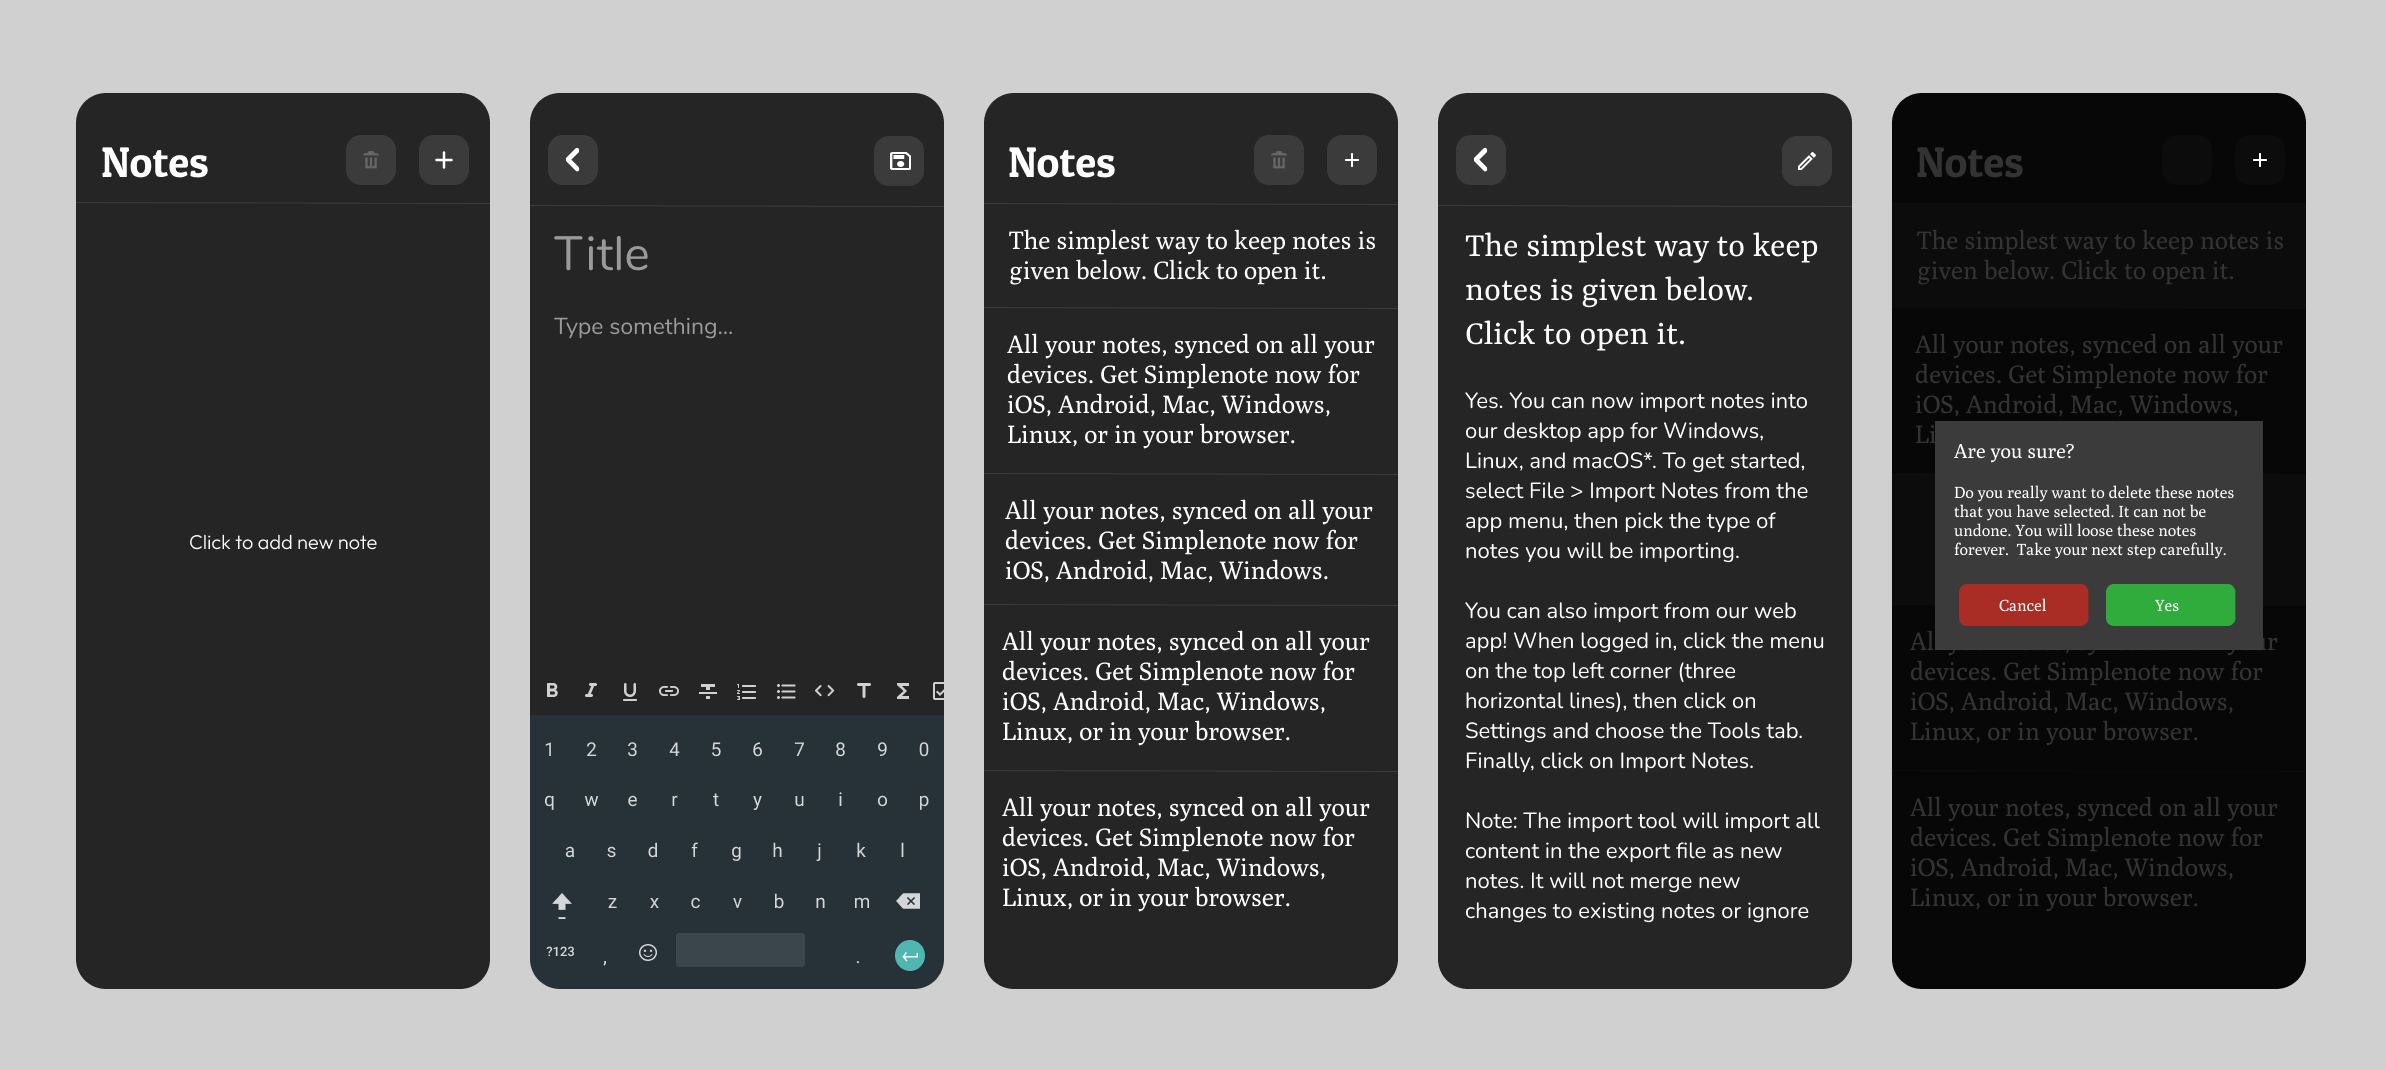 Notes
Click to add new note
Title
Type something...
B I U T Σ
1 2 3 4 5 6 7 8 9 0
q w e r t y u i o p
a s d f g h j k l
z x c v b n m
?123 , .
Notes
The simplest way to keep notes is
given below. Click to open it.
All your notes, synced on all your
devices. Get Simplenote now for
iOS, Android, Mac, Windows,
Linux, or in your browser.
All your notes, synced on all your
devices. Get Simplenote now for
iOS, Android, Mac, Windows.
All your notes, synced on all your
devices. Get Simplenote now for
iOS, Android, Mac, Windows,
Linux, or in your browser.
All your notes, synced on all your
devices. Get Simplenote now for
iOS, Android, Mac, Windows,
Linux, or in your browser.
The simplest way to keep
notes is given below.
Click to open it.
Yes. You can now import notes into
our desktop app for Windows,
Linux, and macOS*. To get started,
select File > Import Notes from the
app menu, then pick the type of
notes you will be importing.
You can also import from our web
app! When logged in, click the menu
on the top left corner (three
horizontal lines), then click on
Settings and choose the Tools tab.
Finally, click on Import Notes.
Note: The import tool will import all
content in the export file as new
notes. It will not merge new
changes to existing notes or ignore
Notes
The simplest way to keep notes is
given below. Click to open it.
All your notes, synced on all your
devices. Get Simplenote now for
iOS, Android, Mac, Windows,
Are you sure?
Do you really want to delete these notes
that you have selected. It can not be
undone. You will loose these notes
forever.  Take your next step carefully.
Cancel Yes
devices. Get Simplenote now for
iOS, Android, Mac, Windows,
Linux, or in your browser.
All your notes, synced on all your
devices. Get Simplenote now for
iOS, Android, Mac, Windows,
Linux, or in your browser.